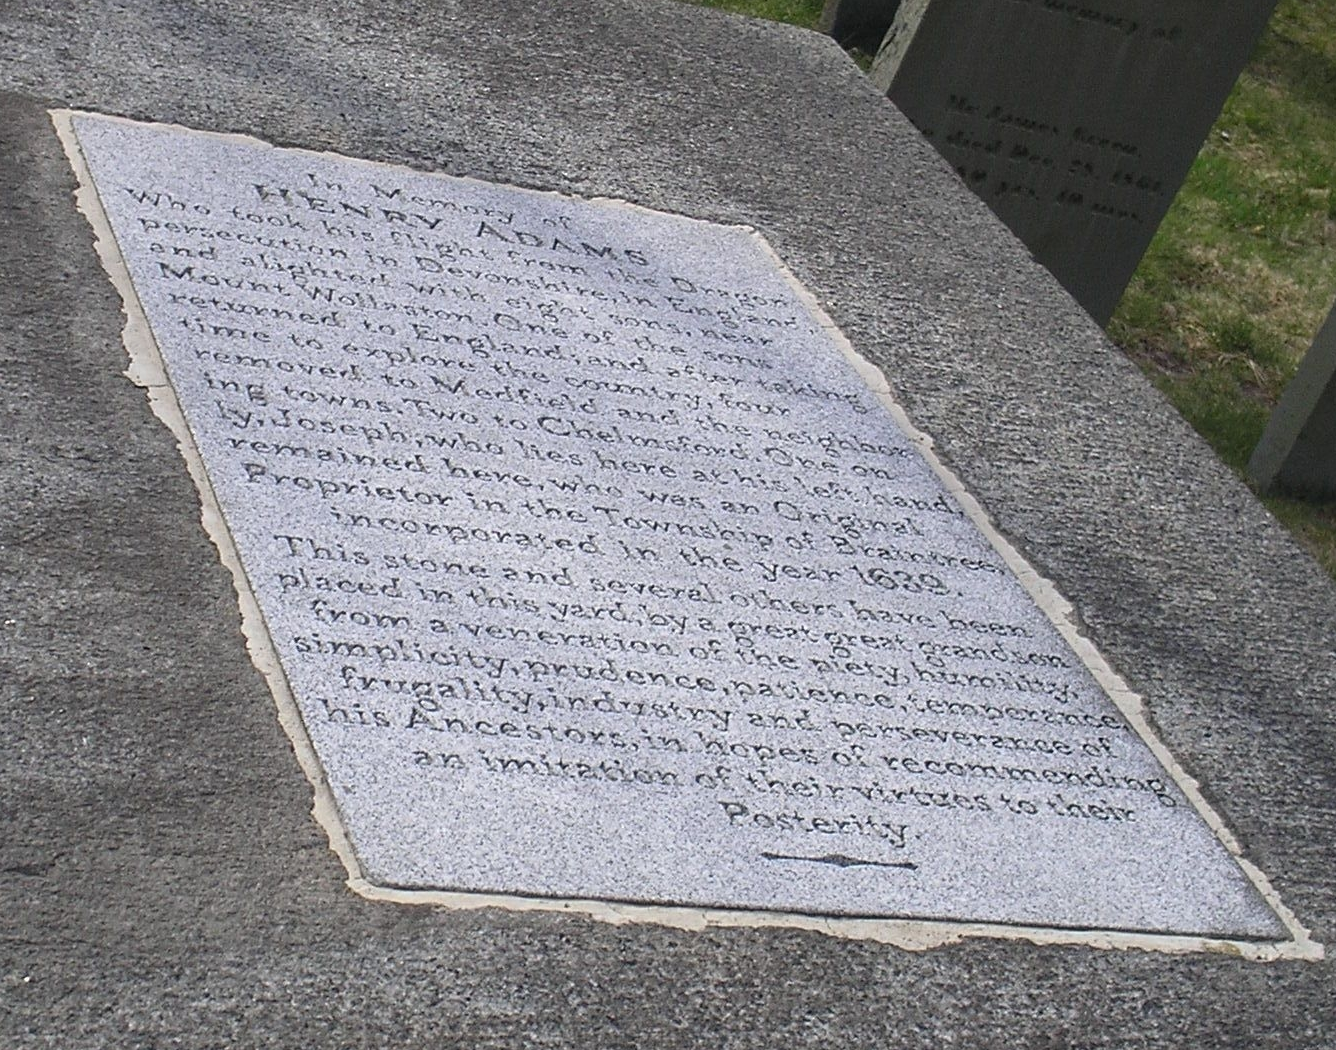 In Memory of
HENRY ADAMS
Who took his flight from the Dragon
persecution in Devonshire, in England,
and alighted with eight sons, near
Mount Wollaston. One of the sons
returned to England; and after taking
time to explore the country, four
removed to Medfield and the neighbor
ing towns. Two to Chelmsford. One on
ly, Joseph, who lies here at his left hand
remained here, who was an Original
Proprietor in the Township of Braintree,
incorporated in the year 1639.
This stone and several others have been
placed in this yard, by a great great grandson
from a veneration of the piety, humility,
simplicity, prudence, patience, temperance
frugality, industry and perseverance of
his Ancestors, in hopes of recommending
an imitation of their virtues to their
Posterity.
memory of
died Dec. 25, 1861